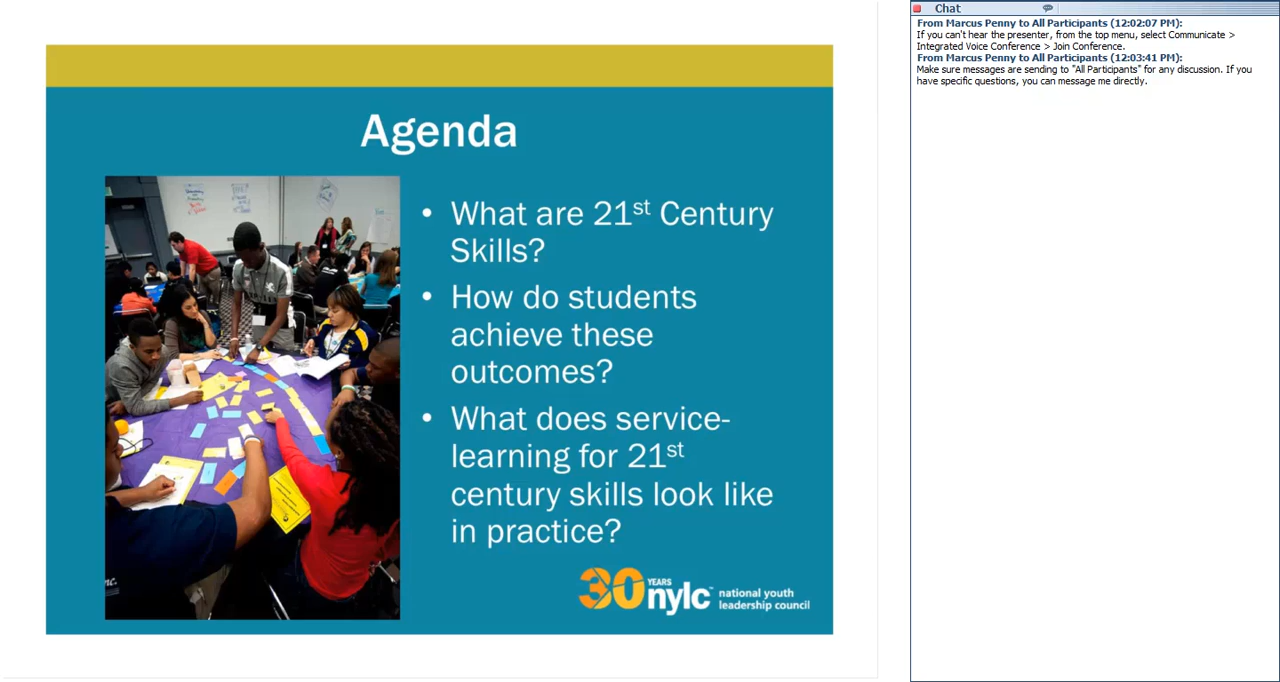 Agenda
• What are 21st Century
Skills?
• How do students
achieve these
outcomes?
• What does service-
learning for 21st
century skills look like
in practice?
30 YEARS nylc™ national youth
leadership council
Chat
From Marcus Penny to All Participants (12:02:07 PM):
If you can't hear the presenter, from the top menu, select Communicate >
Integrated Voice Conference > Join Conference.
From Marcus Penny to All Participants (12:03:41 PM):
Make sure messages are sending to "All Participants" for any discussion. If you
have specific questions, you can message me directly.